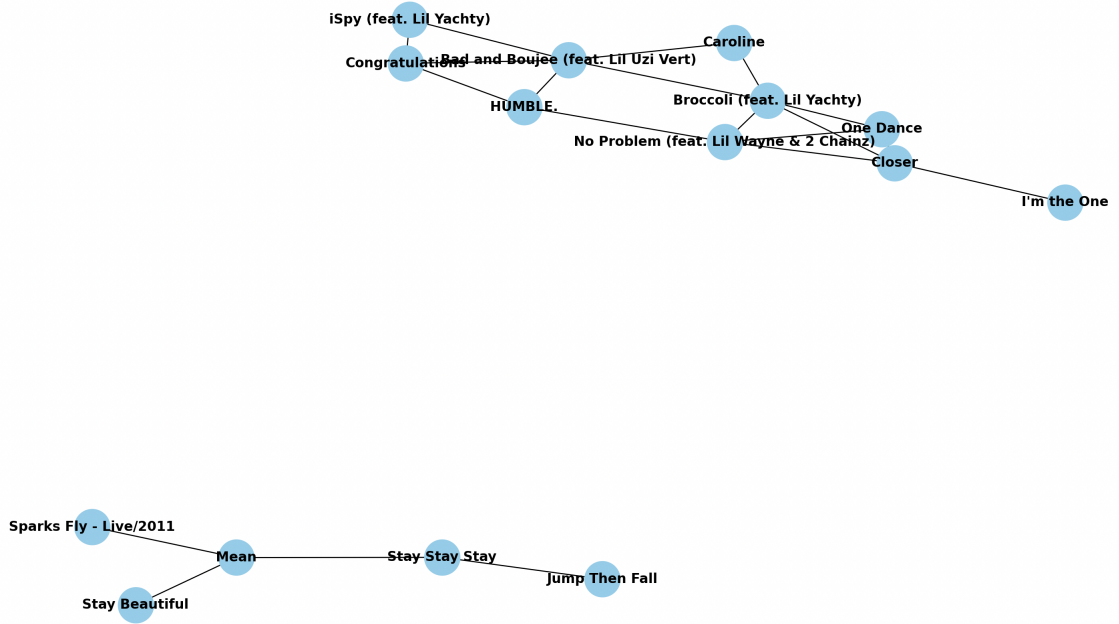 iSpy (feat. Lil Yachty)
Caroline
Congratulations
Bad and Boujee (feat. Lil Uzi Vert)
Broccoli (feat. Lil Yachty)
HUMBLE.
One Dance
No Problem (feat. Lil Wayne & 2 Chainz)
Closer
I'm the One
Sparks Fly - Live/2011
Mean
Stay Stay Stay
Jump Then Fall
Stay Beautiful